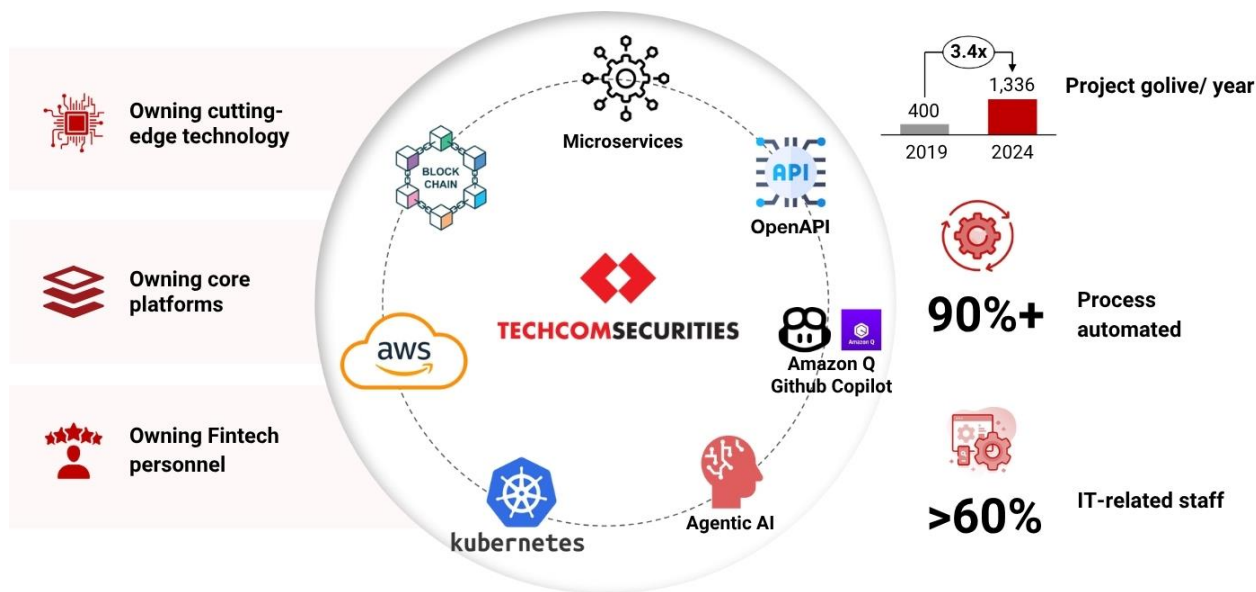 Owning cutting-
edge technology
Owning core
platforms
Owning Fintech
personnel
Microservices
BLOCK
CHAIN
API
OpenAPI
TECHCOMSECURITIES
aws
Amazon Q
Amazon Q
Github Copilot
kubernetes
Agentic AI
3.4x
400
1,336
2019
2024
Project golive/ year
90%+
Process
automated
>60%
IT-related staff